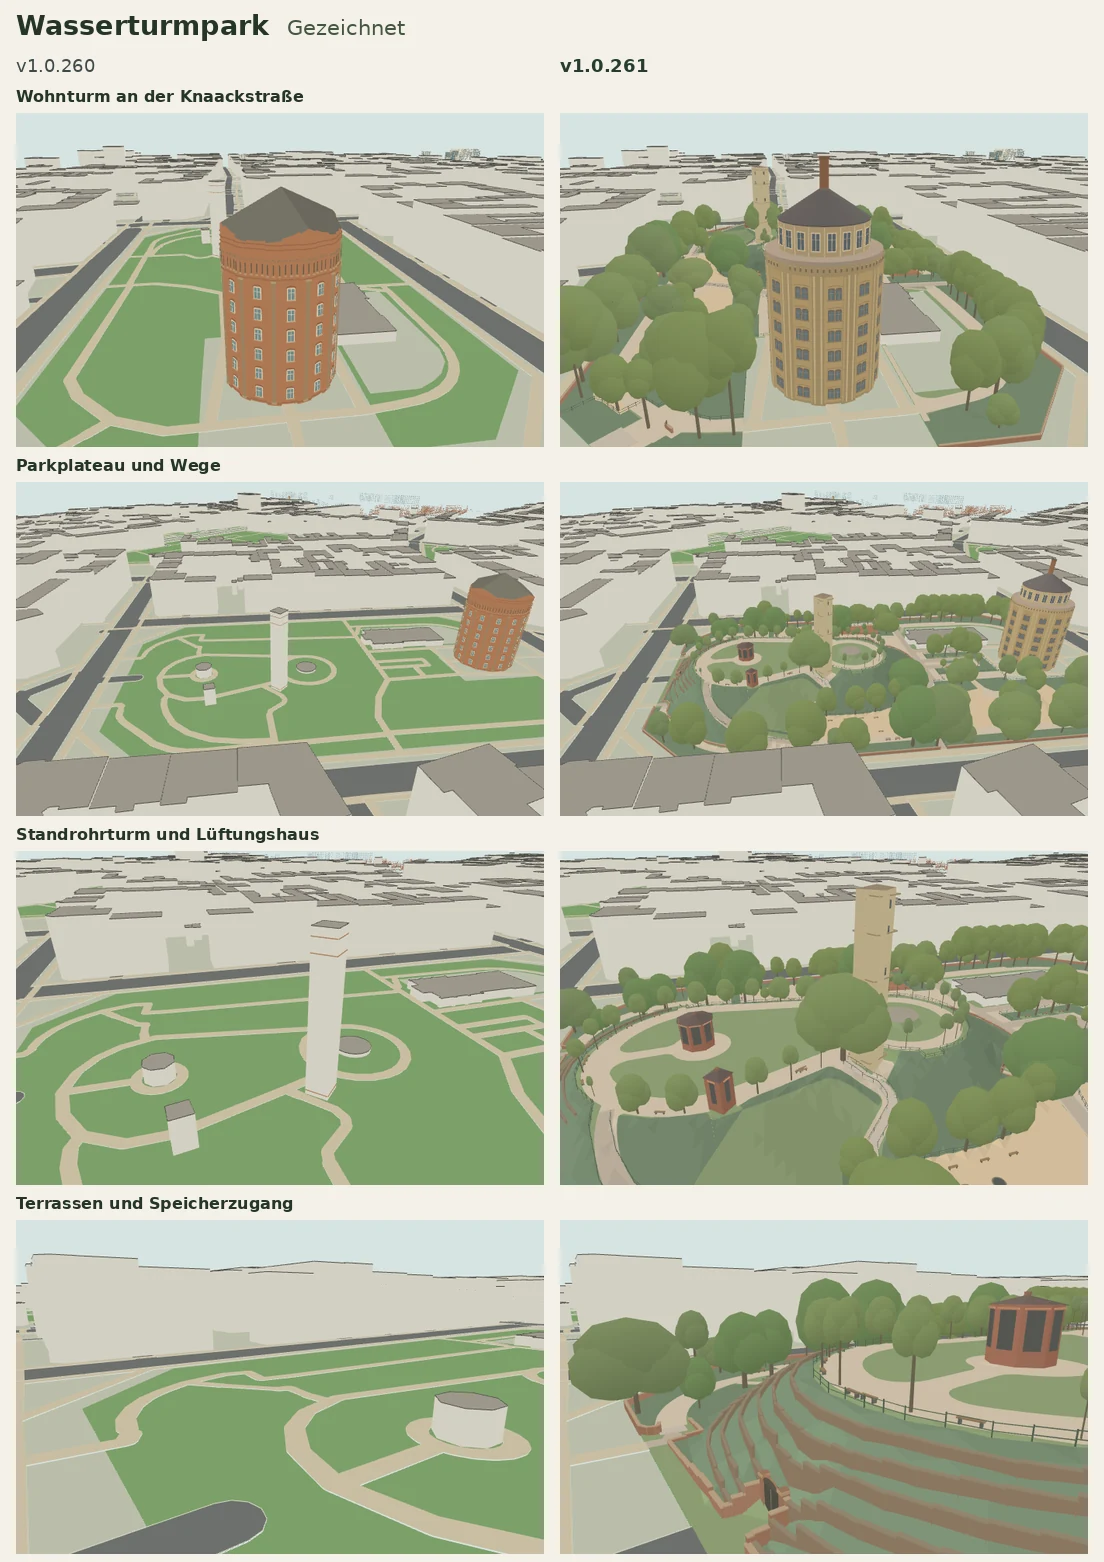 Wasserturmpark Gezeichnet
v1.0.260 v1.0.261
Wohnturm an der Knaackstraße
Parkplateau und Wege
Standrohrturm und Lüftungshaus
Terrassen und Speicherzugang